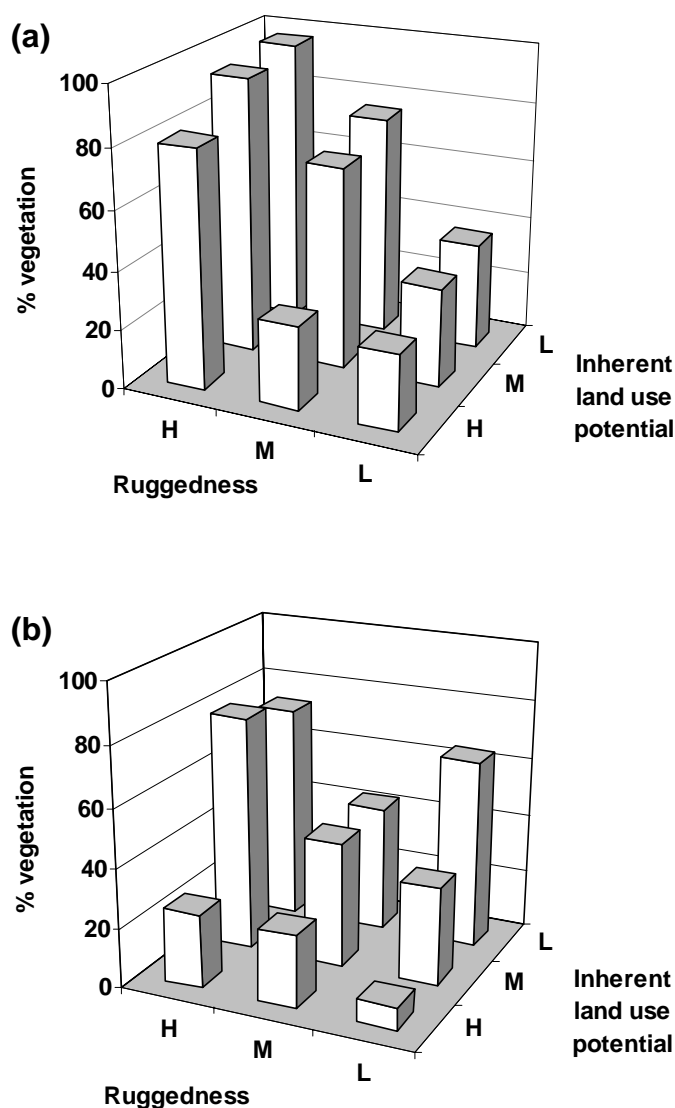 (a)
100
80
60
40
20
0
% vegetation
H
M
L
Ruggedness
H
M
L
Inherent
land use
potential
(b)
100
80
60
40
20
0
% vegetation
H
M
L
Ruggedness
H
M
L
Inherent
land use
potential